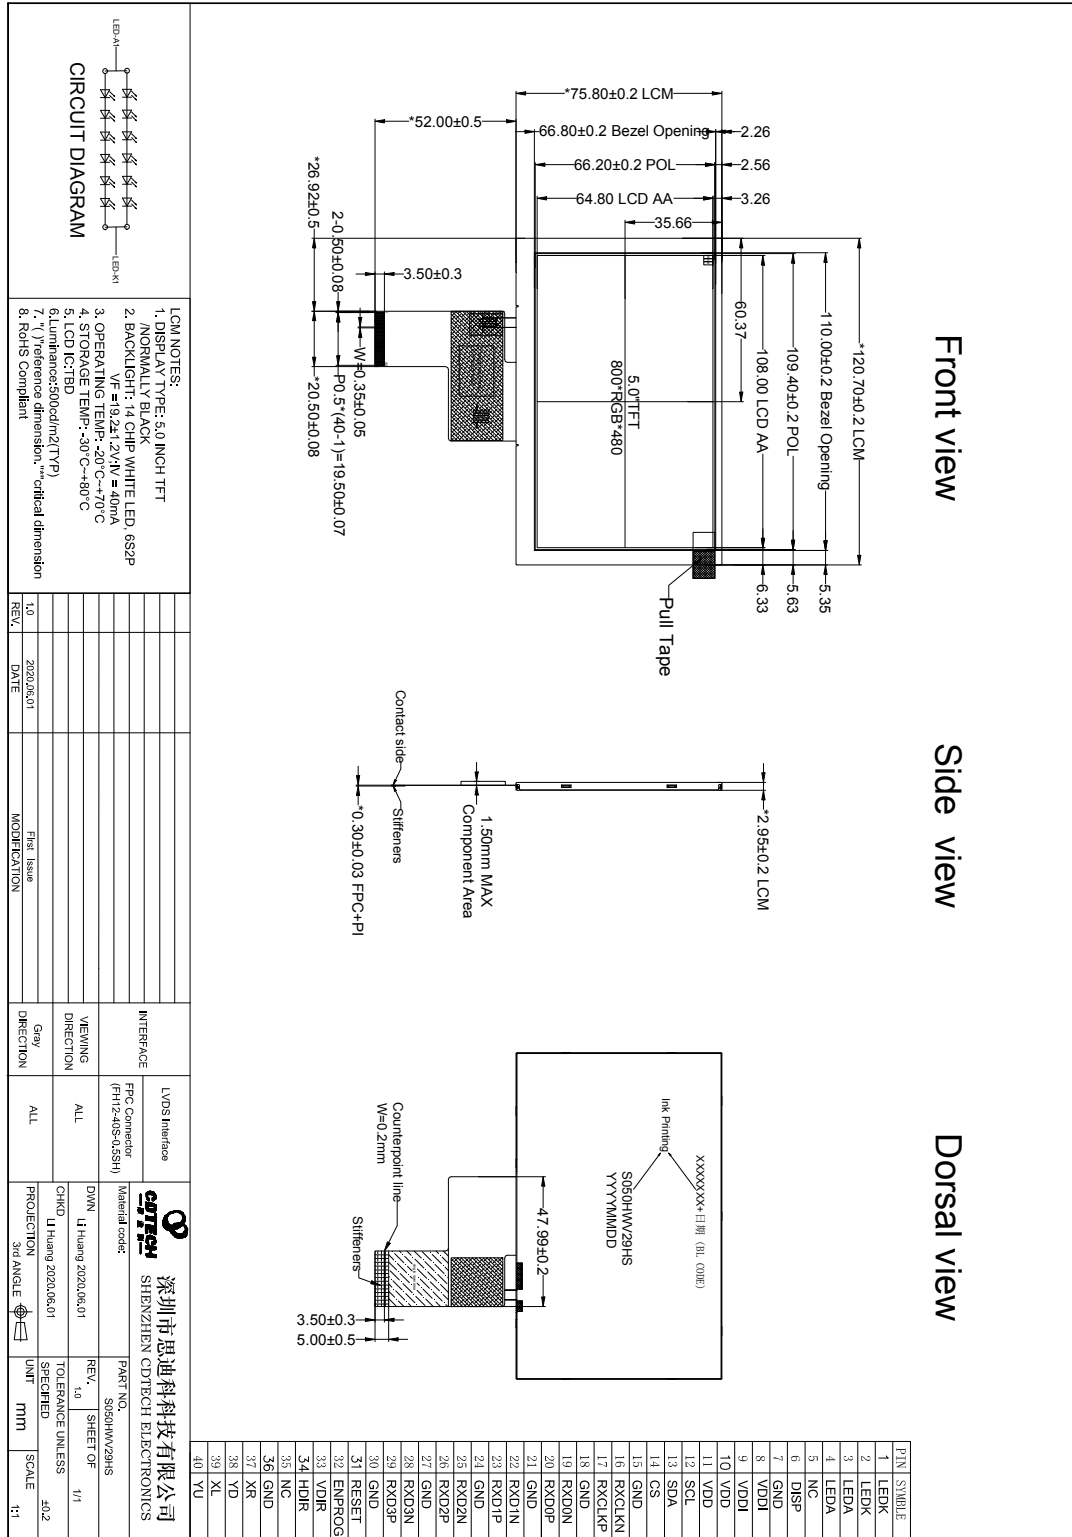 Front view
Side view
Dorsal view
*120.70±0.2 LCM
110.00±0.2 Bezel Opening
109.40±0.2 POL
108.00 LCD AA
60.37
5.35
5.63
6.33
*75.80±0.2 LCM
66.80±0.2 Bezel Opening
66.20±0.2 POL
64.80 LCD AA
35.66
2.26
2.56
3.26
*52.00±0.5
5.0"TFT
800*RGB*480
Pull Tape
3.50±0.3
*26.92±0.5
2-0.50±0.08
W=0.35±0.05
P0.5*(40-1)=19.50±0.07
*20.50±0.08
*2.95±0.2 LCM
1.50mm MAX
Component Area
Contact side
Stiffeners
*0.30±0.03 FPC+PI
XXXXXXX+日期 (BL CODE)
Ink Printing
S050HWV29HS
YYYYMMDD
47.99±0.2
Counterpoint line
W=0.2mm
Stiffeners
3.50±0.3
5.00±0.5
PIN SYMBLE
1 LEDK
2 LEDK
3 LEDA
4 LEDA
5 NC
6 DISP
7 GND
8 VDDI
9 VDDI
10 VDD
11 VDD
12 SCL
13 SDA
14 CS
15 GND
16 RXCLKN
17 RXCLKP
18 GND
19 RXD0N
20 RXD0P
21 GND
22 RXD1N
23 RXD1P
24 GND
25 RXD2N
26 RXD2P
27 GND
28 RXD3N
29 RXD3P
30 GND
31 RESET
32 ENPROG
33 VDIR
34 HDIR
35 NC
36 GND
37 XR
38 YD
39 XL
40 YU
LED-A1
LED-K1
CIRCUIT DIAGRAM
LCM NOTES:
1. DISPLAY TYPE: 5.0 INCH TFT
/NORMALLY BLACK
2. BACKLIGHT: 14 CHIP WHITE LED, 6S2P
VF =19.2±1.2V;IV = 40mA
3. OPERATING TEMP: -20°C~+70°C
4. STORAGE TEMP: -30°C~+80°C
5. LCD IC:TBD
6.Luminance:500cd/m2(TYP)
7. "( )"reference dimension."*"critical dimension
8. RoHS Compliant
1.0 2020.06.01 First Issue
REV. DATE MODIFICATION
INTERFACE
LVDS Interface
FPC Connector
(FH12-40S-0.5SH)
VIEWING
DIRECTION
ALL
Gray
DIRECTION
ALL
CDTECH
深圳市思迪科科技有限公司
SHENZHEN CDTECH ELECTRONICS
Material code:
PART NO.
S050HWV29HS
DWN
Li Huang 2020.06.01
REV.
1.0
SHEET OF
1/1
CHKD
Li Huang 2020.06.01
TOLERANCE UNLESS
SPECIFIED
±0.2
PROJECTION
3rd ANGLE
UNIT
mm
SCALE
1:1